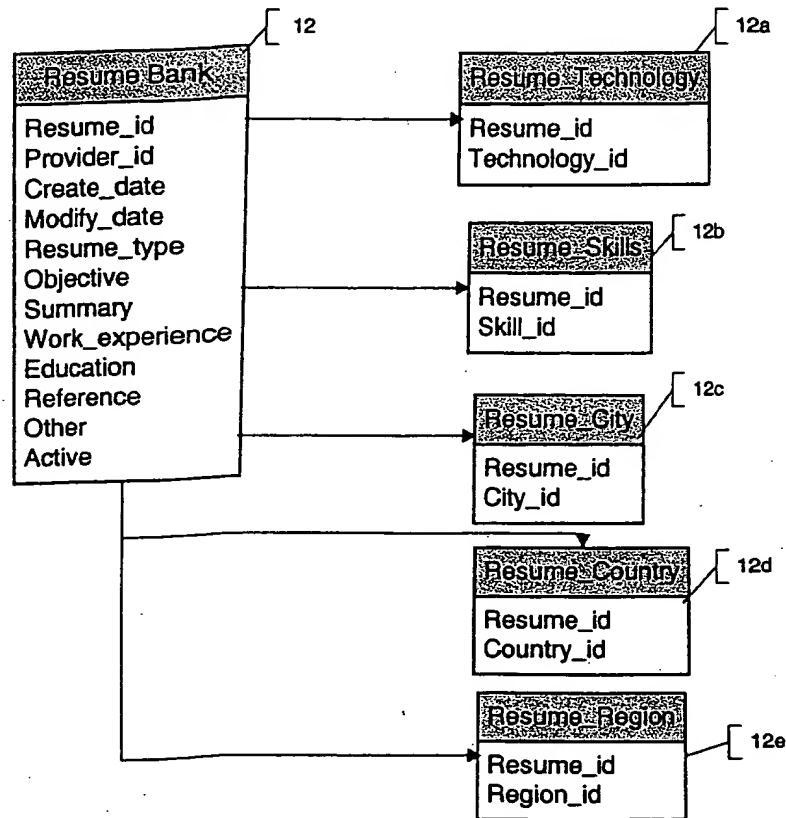 12
Resume Bank
Resume_id
Provider_id
Create_date
Modify_date
Resume_type
Objective
Summary
Work_experience
Education
Reference
Other
Active
12a
Resume_Technology
Resume_id
Technology_id
12b
Resume_Skills
Resume_id
Skill_id
12c
Resume_City
Resume_id
City_id
12d
Resume_Country
Resume_id
Country_id
12e
Resume_Region
Resume_id
Region_id